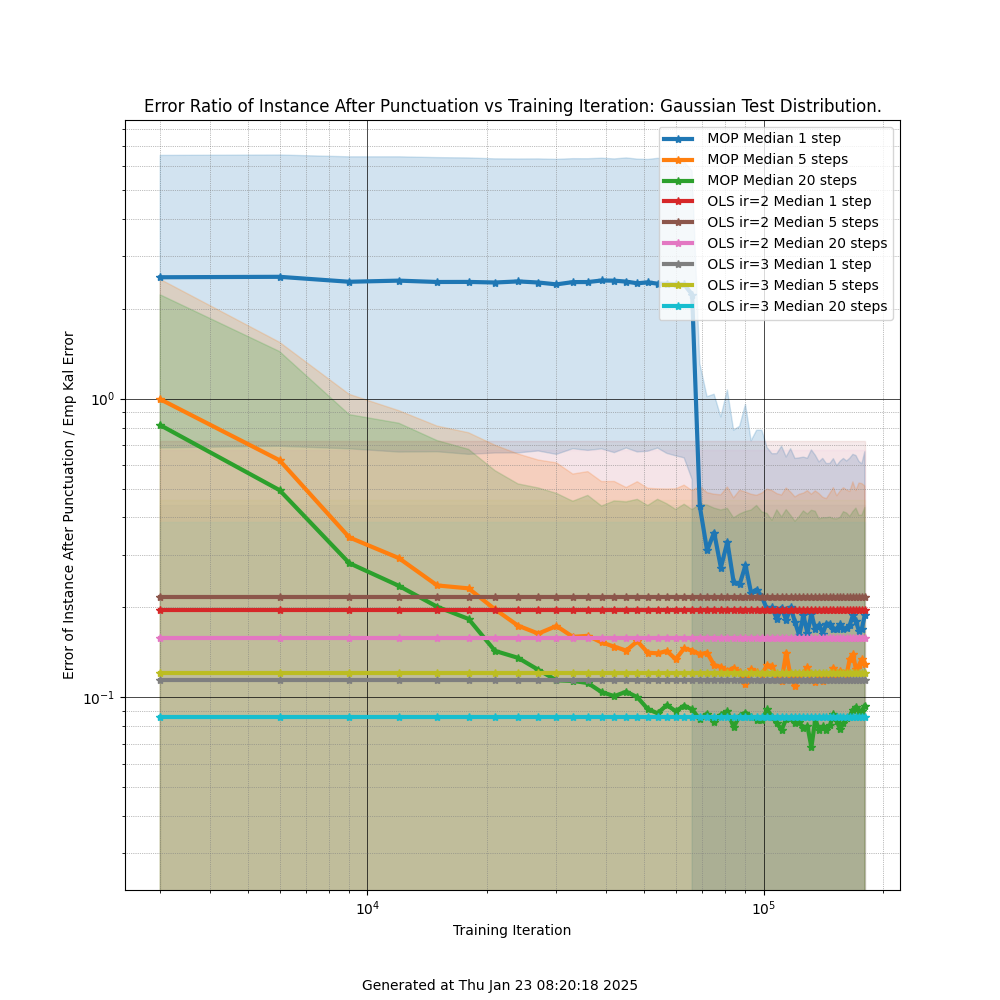 Error Ratio of Instance After Punctuation vs Training Iteration: Gaussian Test Distribution.
MOP Median 1 step
MOP Median 5 steps
MOP Median 20 steps
OLS ir=2 Median 1 step
OLS ir=2 Median 5 steps
OLS ir=2 Median 20 steps
OLS ir=3 Median 1 step
OLS ir=3 Median 5 steps
OLS ir=3 Median 20 steps
Error of Instance After Punctuation / Emp Kal Error
10⁰
10⁻¹
10⁴
10⁵
Training Iteration
Generated at Thu Jan 23 08:20:18 2025